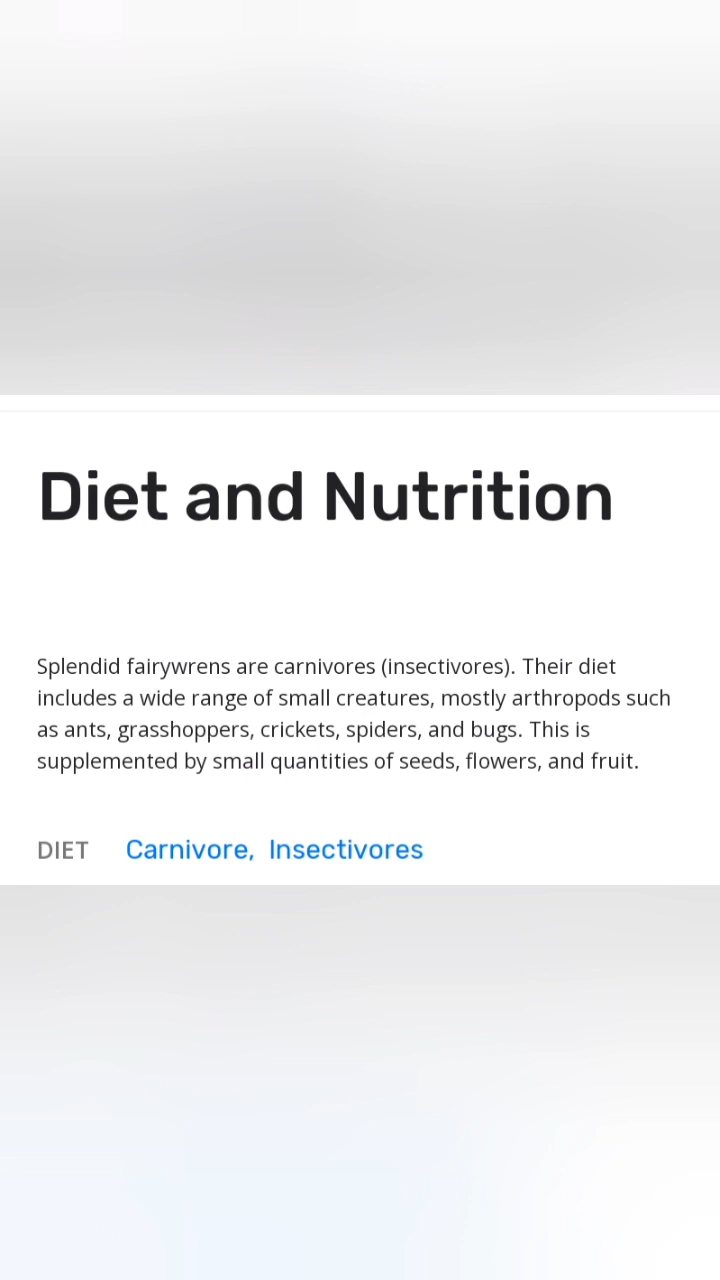 Diet and Nutrition
Splendid fairywrens are carnivores (insectivores). Their diet
includes a wide range of small creatures, mostly arthropods such
as ants, grasshoppers, crickets, spiders, and bugs. This is
supplemented by small quantities of seeds, flowers, and fruit.
DIET Carnivore, Insectivores